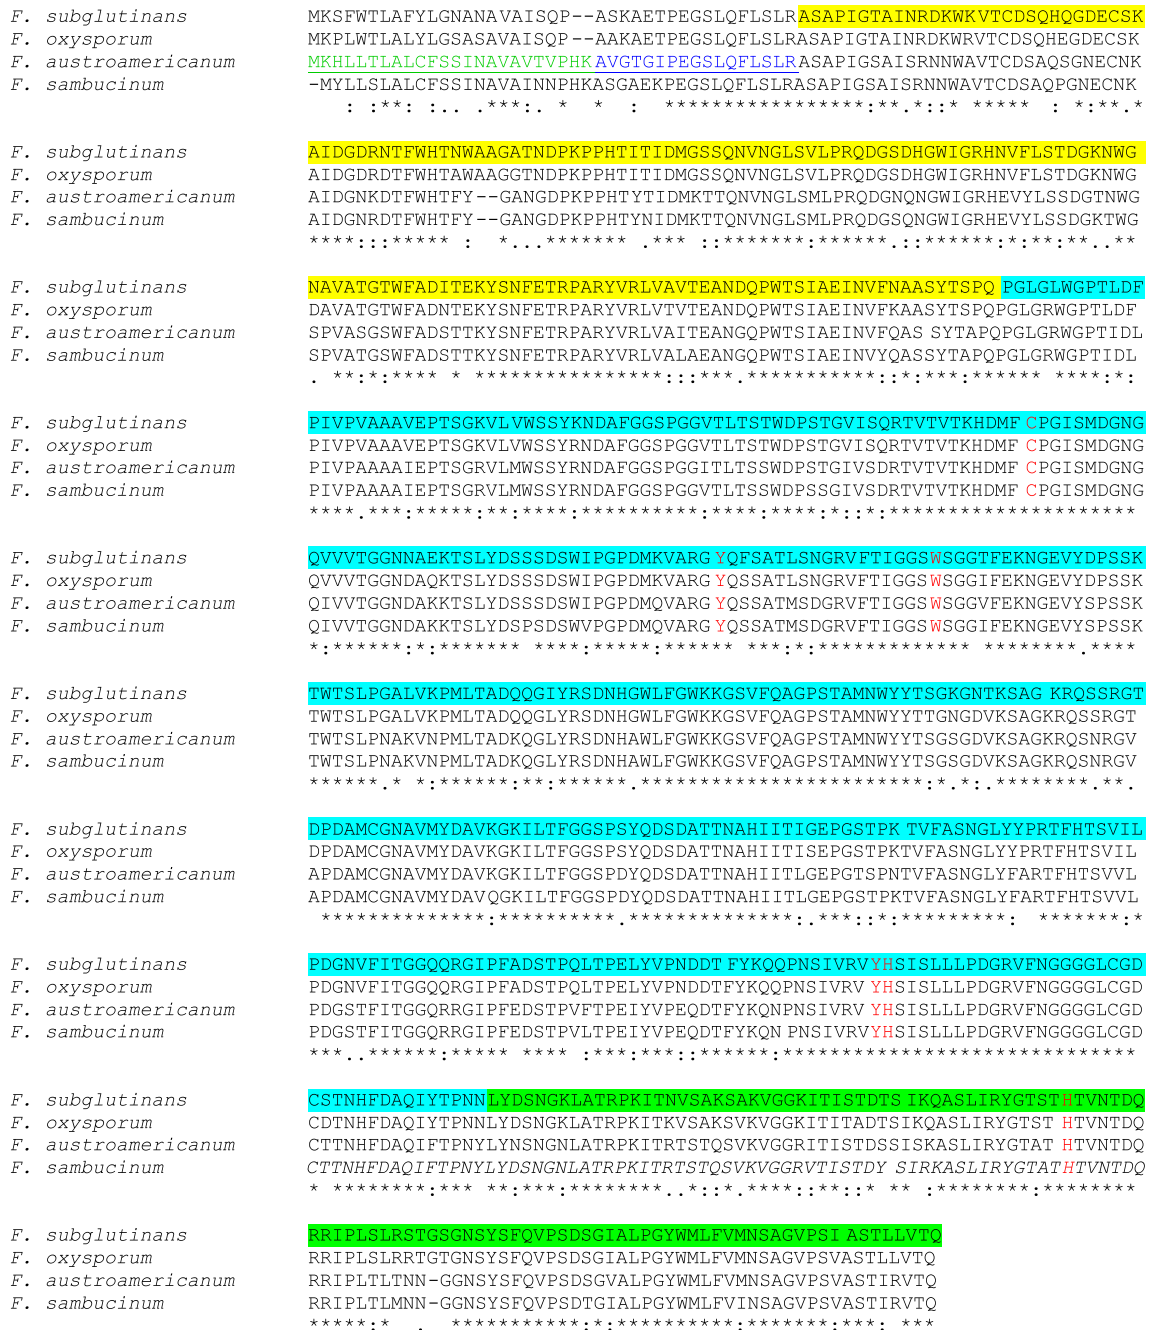 F. subglutinans MKSFWTLAFYLGNANAVAISQP--ASKAETPEGSLQFLSLRASAPIGTAINRDKWKVTCDSQHQGDECSK
F. oxysporum MKPLWTLALYLGSASAVAISQP--AAKAETPEGSLQFLSLRASAPIGTAINRDKWRVTCDSQHEGDECSK
F. austroamericanum MKHLLTLALCFSSINAVAVTVPHKAVGTGIPEGSLQFLSLRASAPIGSAISRNNWAVTCDSAQSGNECNK
F. sambucinum -MYLLSLALCFSSINAVAINNPHKASGAEKPEGSLQFLSLRASAPIGSAISRNNWAVTCDSAQPGNECNK
: :**: :.. .***:. * * : *****************:**.*::* ***** : *:**.*
F. subglutinans AIDGDRNTFWHTNWAAGATNDPKPPHTITIDMGSSQNVNGLSVLPRQDGSDHGWIGRHNVFLSTDGKNWG
F. oxysporum AIDGDRDTFWHTAWAAGGTNDPKPPHTITIDMGSSQNVNGLSVLPRQDGSDHGWIGRHNVFLSTDGKNWG
F. austroamericanum AIDGNKDTFWHTFY--GANGDPKPPHTYTIDMKTTQNVNGLSMLPRQDGNQNGWIGRHEVYLSSDGTNWG
F. sambucinum AIDGNRDTFWHTFY--GANGDPKPPHTYNIDMKTTQNVNGLSMLPRQDGSQNGWIGRHEVYLSSDGKTWG
****:::***** : *...******* .*** ::*******:******.::******:*:**:**..**
F. subglutinans NAVATGTWFADITEKYSNFETRPARYVRLVAVTEANDQPWTSIAEINVFNAASYTSPQ PGLGLWGPTLDF
F. oxysporum DAVATGTWFADNTEKYSNFETRPARYVRLVTVTEANDQPWTSIAEINVFKAASYTSPQPGLGRWGPTLDF
F. austroamericanum SPVASGSWFADSTTKYSNFETRPARYVRLVAITEANGQPWTSIAEINVFQAS SYTAPQPGLGRWGPTIDL
F. sambucinum SPVATGSWFADSTTKYSNFETRPARYVRLVALAEANGQPWTSIAEINVYQASSYTAPQPGLGRWGPTIDL
. **:*:**** * ****************:::***.***********::*:***:****** ****:*:
F. subglutinans PIVPVAAAVEPTSGKVLVWSSYKNDAFGGSPGGVTLTSTWDPSTGVISQRTVTVTKHDMF CPGISMDGNG
F. oxysporum PIVPVAAAVEPTSGKVLVWSSYRNDAFGGSPGGVTLTSTWDPSTGVISQRTVTVTKHDMF CPGISMDGNG
F. austroamericanum PIVPAAAAIEPTSGRVLMWSSYRNDAFGGSPGGITLTSSWDPSTGIVSDRTVTVTKHDMF CPGISMDGNG
F. sambucinum PIVPAAAAIEPTSGRVLMWSSYRNDAFGGSPGGVTLTSSWDPSSGIVSDRTVTVTKHDMF CPGISMDGNG
****.***:*****:**:****:**********:****:****:*::*:*********************
F. subglutinans QVVVTGGNNAEKTSLYDSSSDSWIPGPDMKVARG YQFSATLSNGRVFTIGGSWSGGTFEKNGEVYDPSSK
F. oxysporum QVVVTGGNDAQKTSLYDSSSDSWIPGPDMKVARG YQSSATLSNGRVFTIGGSWSGGIFEKNGEVYDPSSK
F. austroamericanum QIVVTGGNDAKKTSLYDSSSDSWIPGPDMQVARG YQSSATMSDGRVFTIGGSWSGGVFEKNGEVYSPSSK
F. sambucinum QIVVTGGNDAKKTSLYDSPSDSWVPGPDMQVARG YQSSATMSDGRVFTIGGSWSGGIFEKNGEVYSPSSK
*:******:*:******* ****:*****:****** ***:*:************* ********.****
F. subglutinans TWTSLPGALVKPMLTADQQGIYRSDNHGWLFGWKKGSVFQAGPSTAMNWYYTSGKGNTKSAG KRQSSRGT
F. oxysporum TWTSLPGALVKPMLTADQQGLYRSDNHGWLFGWKKGSVFQAGPSTAMNWYYTTGNGDVKSAGKRQSSRGT
F. austroamericanum TWTSLPNAKVNPMLTADKQGLYRSDNHAWLFGWKKGSVFQAGPSTAMNWYYTSGSGDVKSAGKRQSNRGV
F. sambucinum TWTSLPNAKVNPMLTADKQGLYRSDNHAWLFGWKKGSVFQAGPSTAMNWYYTSGSGDVKSAGKRQSNRGV
******.* *:******:**:******.************************:*.*:.********.**.
F. subglutinans DPDAMCGNAVMYDAVKGKILTFGGSPSYQDSDATTNAHIITIGEPGSTPK TVFASNGLYYPRTFHTSVIL
F. oxysporum DPDAMCGNAVMYDAVKGKILTFGGSPSYQDSDATTNAHIITISEPGSTPKTVFASNGLYYPRTFHTSVIL
F. austroamericanum APDAMCGNAVMYDAVKGKILTFGGSPDYQDSDATTNAHIITLGEPGTSPNTVFASNGLYFARTFHTSVVL
F. sambucinum APDAMCGNAVMYDAVQGKILTFGGSPDYQDSDATTNAHIITLGEPGSTPKTVFASNGLYFARTFHTSVVL
**************:**********.**************:.***::*:*********: *******:*
F. subglutinans PDGNVFITGGQQRGIPFADSTPQLTPELYVPNDDT FYKQQPNSIVRVYHSISLLLPDGRVFNGGGGLCGD
F. oxysporum PDGNVFITGGQQRGIPFADSTPQLTPELYVPNDDTFYKQQPNSIVRV YHSISLLLPDGRVFNGGGGLCGD
F. austroamericanum PDGSTFITGGQRRGIPFEDSTPVFTPEIYVPEQDTFYKQNPNSIVRV YHSISLLLPDGRVFNGGGGLCGD
F. sambucinum PDGSTFITGGQRRGIPFEDSTPVLTPEIYVPEQDTFYKQN PNSIVRVYHSISLLLPDGRVFNGGGGLCGD
***..******:***** **** :***:***::******:******************************
F. subglutinans CSTNHFDAQIYTPNNLYDSNGKLATRPKITNVSAKSAKVGGKITISTDTS IKQASLIRYGTSTHTVNTDQ
F. oxysporum CDTNHFDAQIYTPNNLYDSNGKLATRPKITKVSAKSVKVGGKITITADTSIKQASLIRYGTST HTVNTDQ
F. austroamericanum CTTNHFDAQIFTPNYLYNSNGNLATRPKITRTSTQSVKVGGRITISTDSSISKASLIRYGTST HTVNTDQ
F. sambucinum CTTNHFDAQIFTPNYLYDSNGNLATRPKITRTSTQSVKVGGRVTISTDY SIRKASLIRYGTATHTVNTDQ
* ********:*** **:***:********..*::*.****::**::* ** :********:********
F. subglutinans RRIPLSLRSTGSGNSYSFQVPSDSGIALPGYWMLFVMNSAGVPSI ASTLLVTQ
F. oxysporum RRIPLSLRRTGTGNSYSFQVPSDSGIALPGYWMLFVMNSAGVPSVASTLLVTQ
F. austroamericanum RRIPLTLTNN-GGNSYSFQVPSDSGVALPGYWMLFVMNSAGVPSVASTIRVTQ
F. sambucinum RRIPLTLMNN-GGNSYSFQVPSDTGIALPGYWMLFVINSAGVPSVASTIRVTQ
*****:* . ***********:*:**********:*******:***: ***